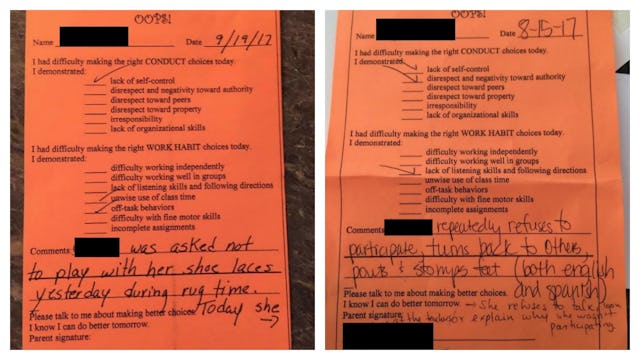 OOPS!
Name Date 9/19/17
I had difficulty making the right CONDUCT choices today.
I demonstrated:
lack of self-control
disrespect and negativity toward authority
disrespect toward peers
disrespect toward property
irresponsibility
lack of organizational skills
I had difficulty making the right WORK HABIT choices today.
I demonstrated:
difficulty working independently
difficulty working well in groups
lack of listening skills and following directions
unwise use of class time
off-task behaviors
difficulty with fine motor skills
incomplete assignments
Comments was asked not
to play with her shoe laces
yesterday during rug time.
Please talk to me about making better choices. Today she →
I know I can do better tomorrow.
Parent signature:
OOPS!
Name Date 8-15-17
I had difficulty making the right CONDUCT choices today.
I demonstrated:
lack of self-control
disrespect and negativity toward authority
disrespect toward peers
disrespect toward property
irresponsibility
lack of organizational skills
I had difficulty making the right WORK HABIT choices today.
I demonstrated:
difficulty working independently
difficulty working well in groups
lack of listening skills and following directions
unwise use of class time
off-task behaviors
difficulty with fine motor skills
incomplete assignments
Comments repeatedly refuses to
participate, turns back to others,
pouts & stomps feet (both english
Please talk to me about making better choices. and spanish)
I know I can do better tomorrow. → She refuses to talk
Parent signature: explain why she wasn't
participating.